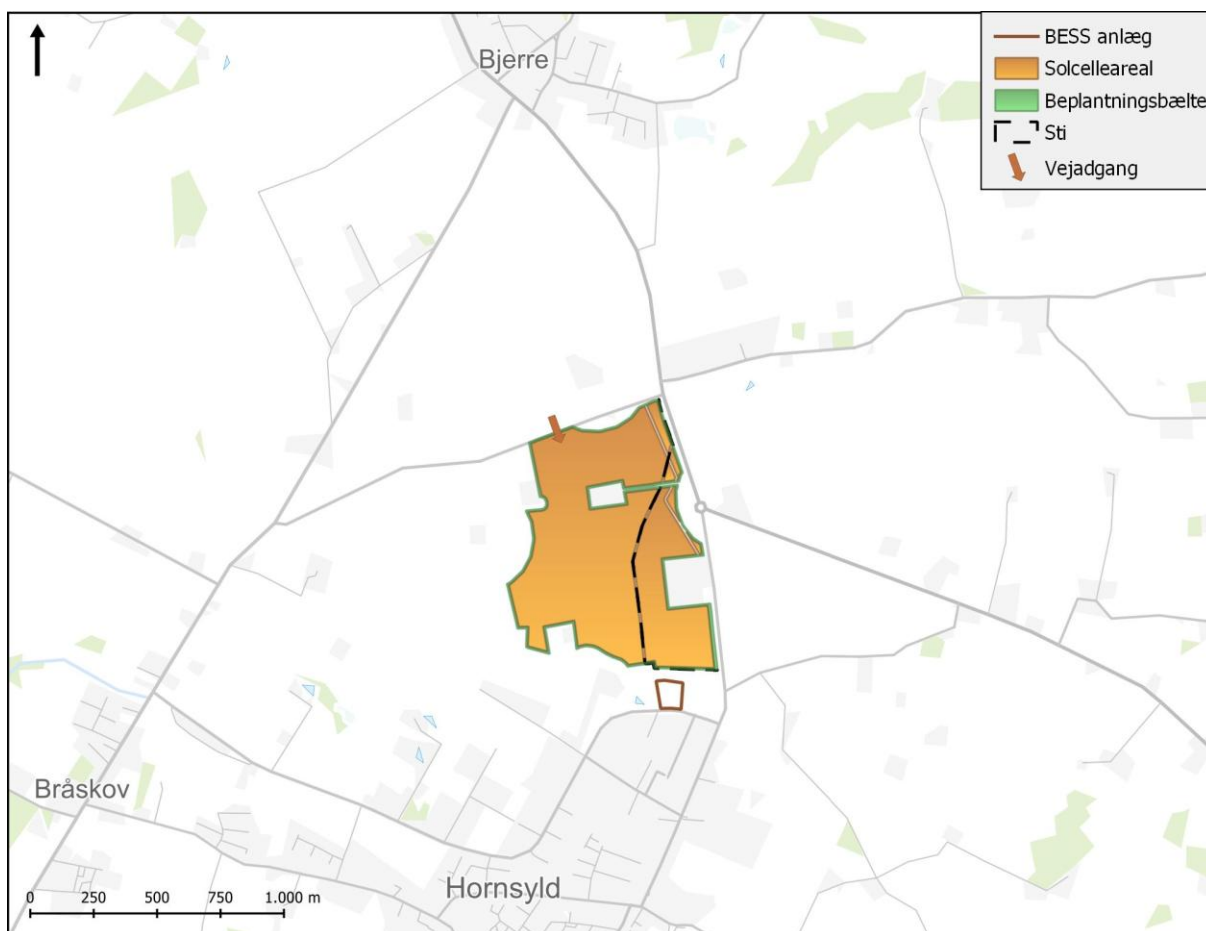 Bjerre
BESS anlæg
Solcelleareal
Beplantningsbælte
Sti
Vejadgang
Bråskov
Hornsyld
0 250 500 750 1.000 m